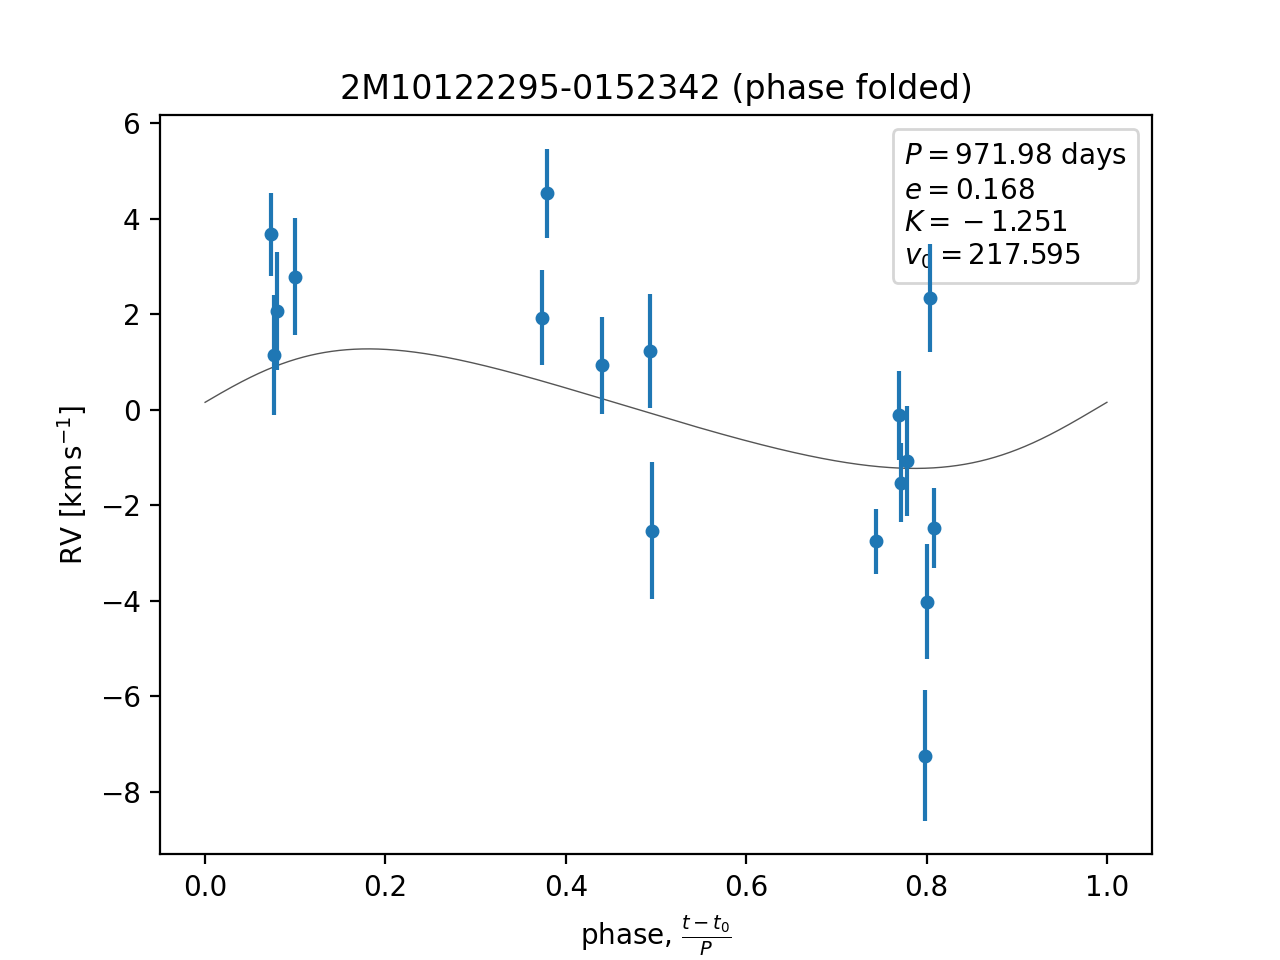 2M10122295-0152342 (phase folded)
P = 971.98 days
e = 0.168
K = −1.251
v₀ = 217.595
6
4
2
0
−2
−4
−6
−8
RV [km s⁻¹]
0.0 0.2 0.4 0.6 0.8 1.0
phase, (t − t₀)/P